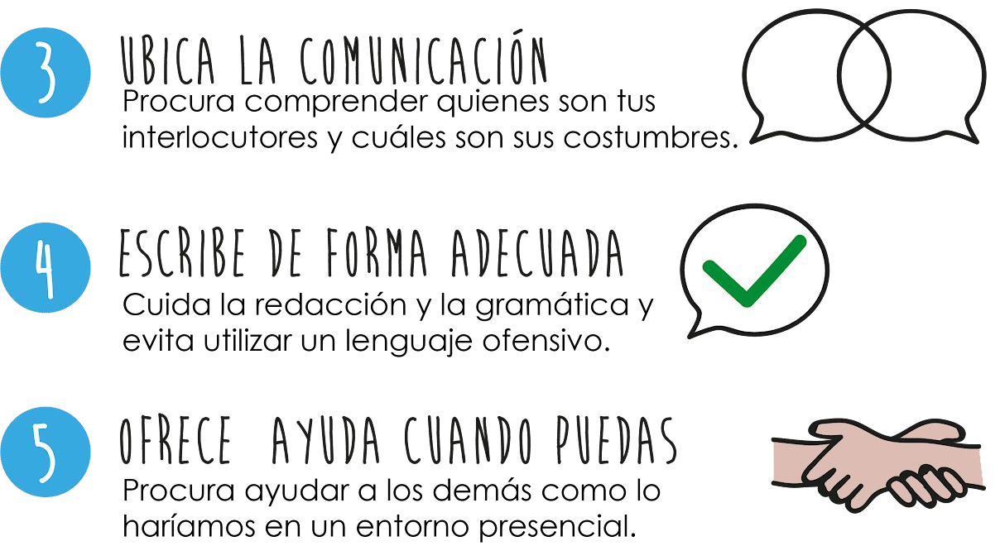 3
UBICA LA COMUNICACIÓN
Procura comprender quienes son tus
interlocutores y cuáles son sus costumbres.
4
ESCRIBE DE FORMA ADECUADA
Cuida la redacción y la gramática y
evita utilizar un lenguaje ofensivo.
5
OFRECE AYUDA CUANDO PUEDAS
Procura ayudar a los demás como lo
haríamos en un entorno presencial.